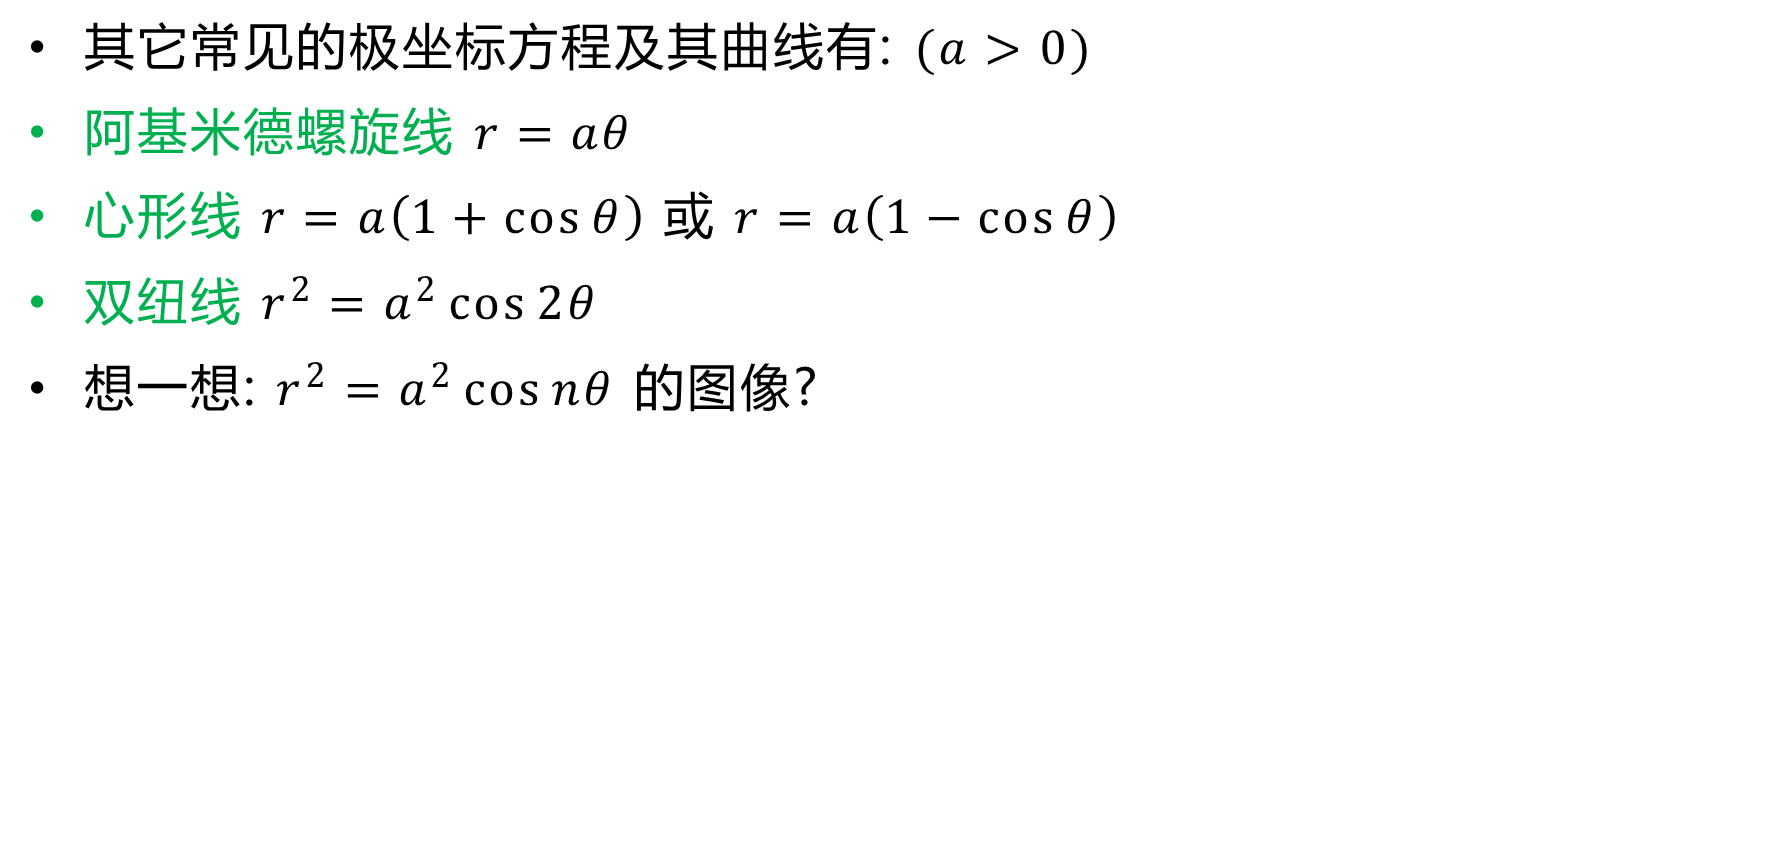 • 其它常见的极坐标方程及其曲线有: (a > 0)
• 阿基米德螺旋线 r = aθ
• 心形线 r = a(1 + cos θ) 或 r = a(1 − cos θ)
• 双纽线 r² = a² cos 2θ
• 想一想: r² = a² cos nθ 的图像?